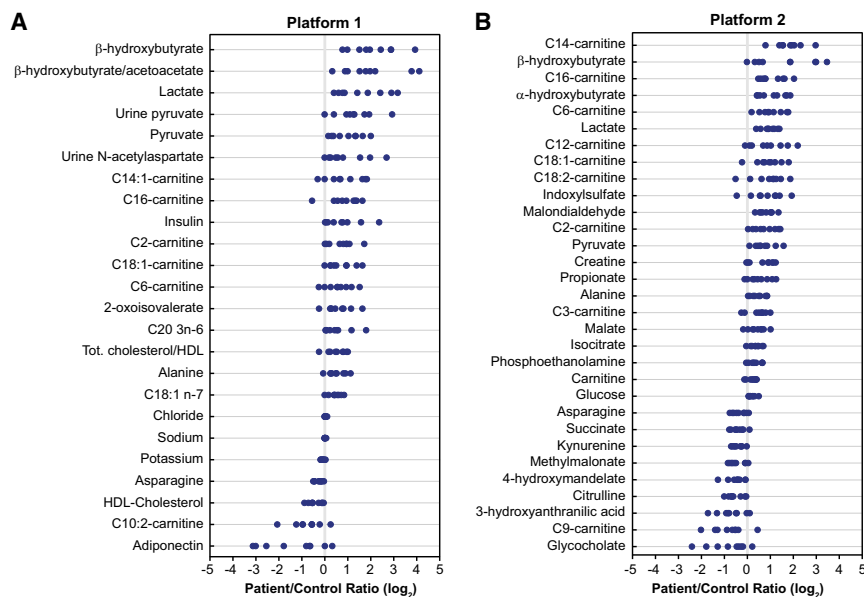 A
Platform 1
β-hydroxybutyrate
β-hydroxybutyrate/acetoacetate
Lactate
Urine pyruvate
Pyruvate
Urine N-acetylaspartate
C14:1-carnitine
C16-carnitine
Insulin
C2-carnitine
C18:1-carnitine
C6-carnitine
2-oxoisovalerate
C20 3n-6
Tot. cholesterol/HDL
Alanine
C18:1 n-7
Chloride
Sodium
Potassium
Asparagine
HDL-Cholesterol
C10:2-carnitine
Adiponectin
-5 -4 -3 -2 -1 0 1 2 3 4 5
Patient/Control Ratio (log₂)
B
Platform 2
C14-carnitine
β-hydroxybutyrate
C16-carnitine
α-hydroxybutyrate
C6-carnitine
Lactate
C12-carnitine
C18:1-carnitine
C18:2-carnitine
Indoxylsulfate
Malondialdehyde
C2-carnitine
Pyruvate
Creatine
Propionate
Alanine
C3-carnitine
Malate
Isocitrate
Phosphoethanolamine
Carnitine
Glucose
Asparagine
Succinate
Kynurenine
Methylmalonate
4-hydroxymandelate
Citrulline
3-hydroxyanthranilic acid
C9-carnitine
Glycocholate
-5 -4 -3 -2 -1 0 1 2 3 4 5
Patient/Control Ratio (log₂)